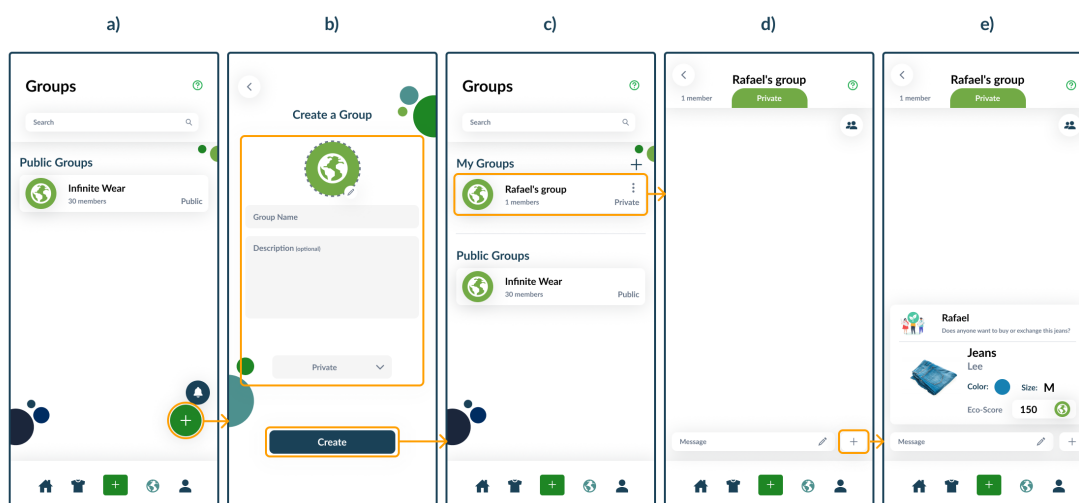 a)
Groups
Search
Public Groups
Infinite Wear
30 members
Public
b)
Create a Group
Group Name
Description (optional)
Private
Create
c)
Groups
Search
My Groups
Rafael's group
1 members
Private
Public Groups
Infinite Wear
30 members
Public
d)
Rafael's group
1 member
Private
Message
e)
Rafael's group
1 member
Private
Rafael
Does anyone want to buy or exchange this jeans?
Jeans
Lee
Color:
Size: M
Eco-Score 150
Message